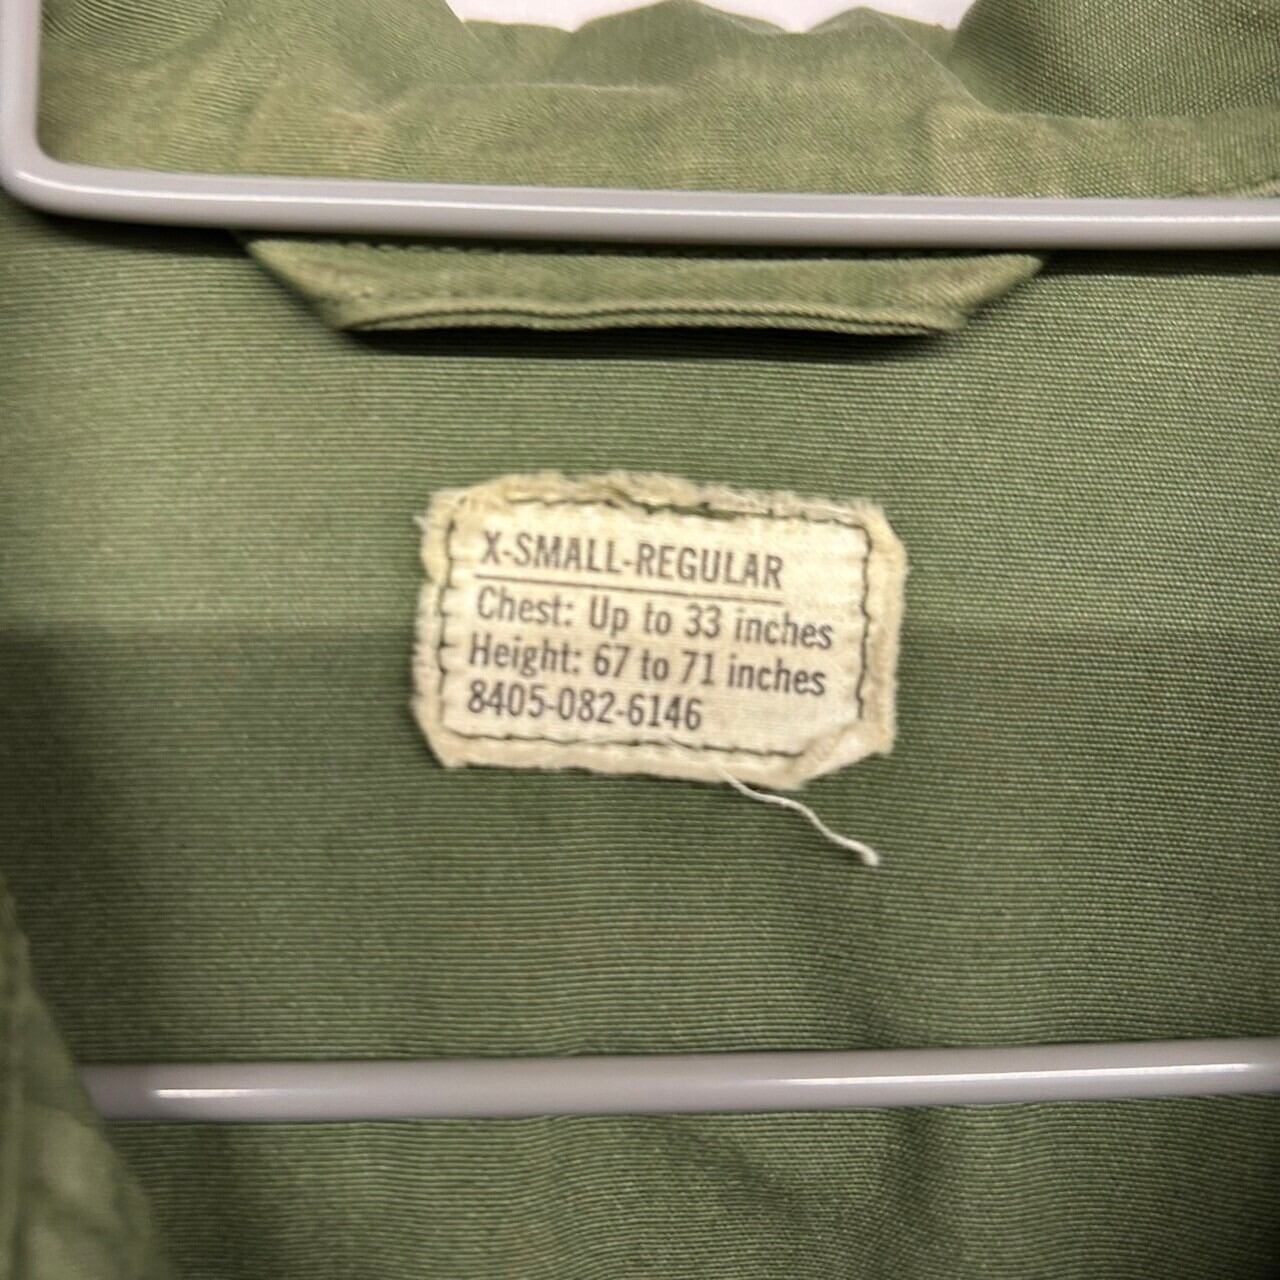 X-SMALL-REGULAR
Chest: Up to 33 inches
Height: 67 to 71 inches
8405-082-6146